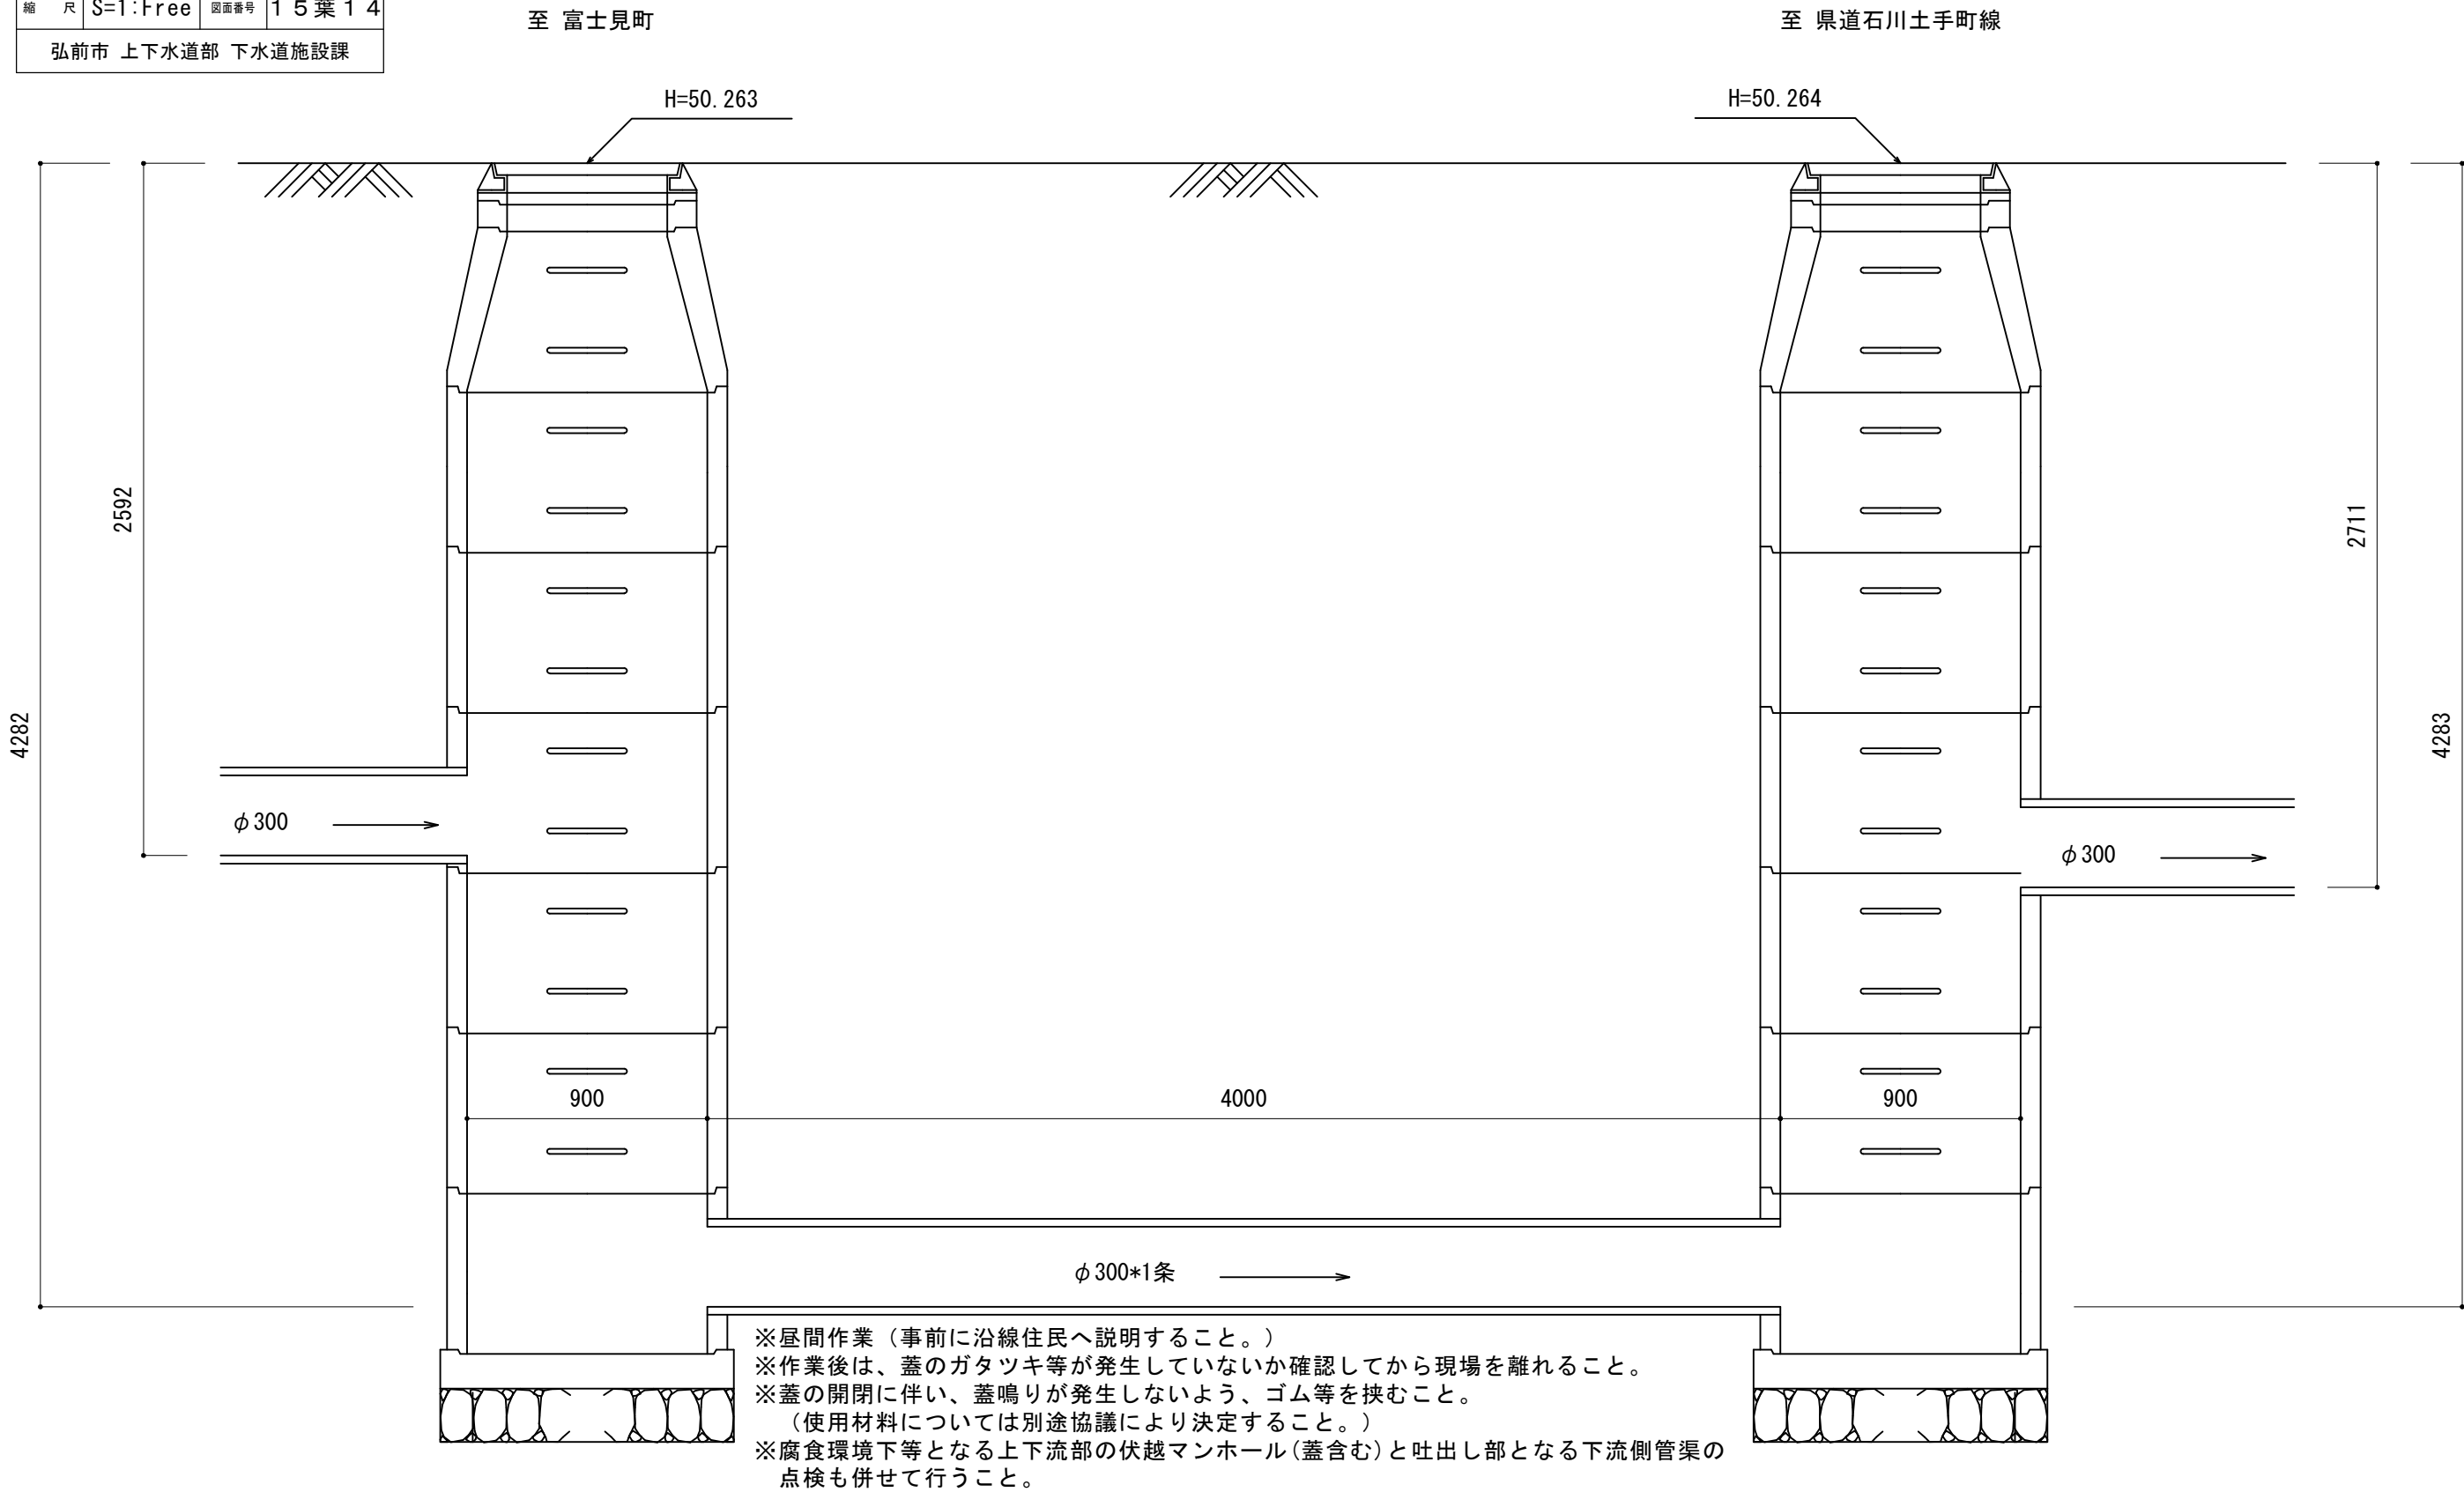 縮 尺 S=1:Free 図面番号 15葉14
弘前市 上下水道部 下水道施設課
至 富士見町
至 県道石川土手町線
H=50.263
H=50.264
2592
4282
2711
4283
φ300
φ300
900
4000
900
φ300*1条
※昼間作業（事前に沿線住民へ説明すること。）
※作業後は、蓋のガタツキ等が発生していないか確認してから現場を離れること。
※蓋の開閉に伴い、蓋鳴りが発生しないよう、ゴム等を挟むこと。
（使用材料については別途協議により決定すること。）
※腐食環境下等となる上下流部の伏越マンホール(蓋含む)と吐出し部となる下流側管渠の
点検も併せて行うこと。